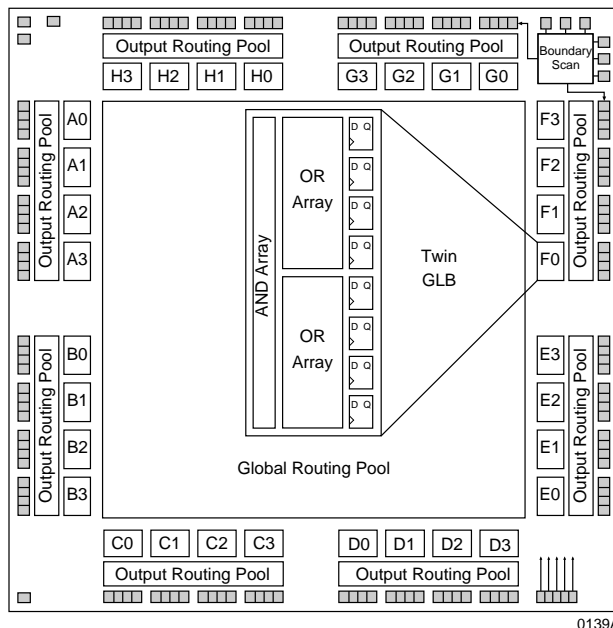 Output Routing Pool
Output Routing Pool
Boundary
Scan
H3 H2 H1 H0
G3 G2 G1 G0
Output Routing Pool
A0
A1
A2
A3
AND Array
OR
Array
D Q
D Q
D Q
D Q
Twin
GLB
F3
F2
F1
F0
Output Routing Pool
OR
Array
D Q
D Q
D Q
D Q
Output Routing Pool
B0
B1
B2
B3
E3
E2
E1
E0
Output Routing Pool
Global Routing Pool
C0 C1 C2 C3
D0 D1 D2 D3
Output Routing Pool
Output Routing Pool